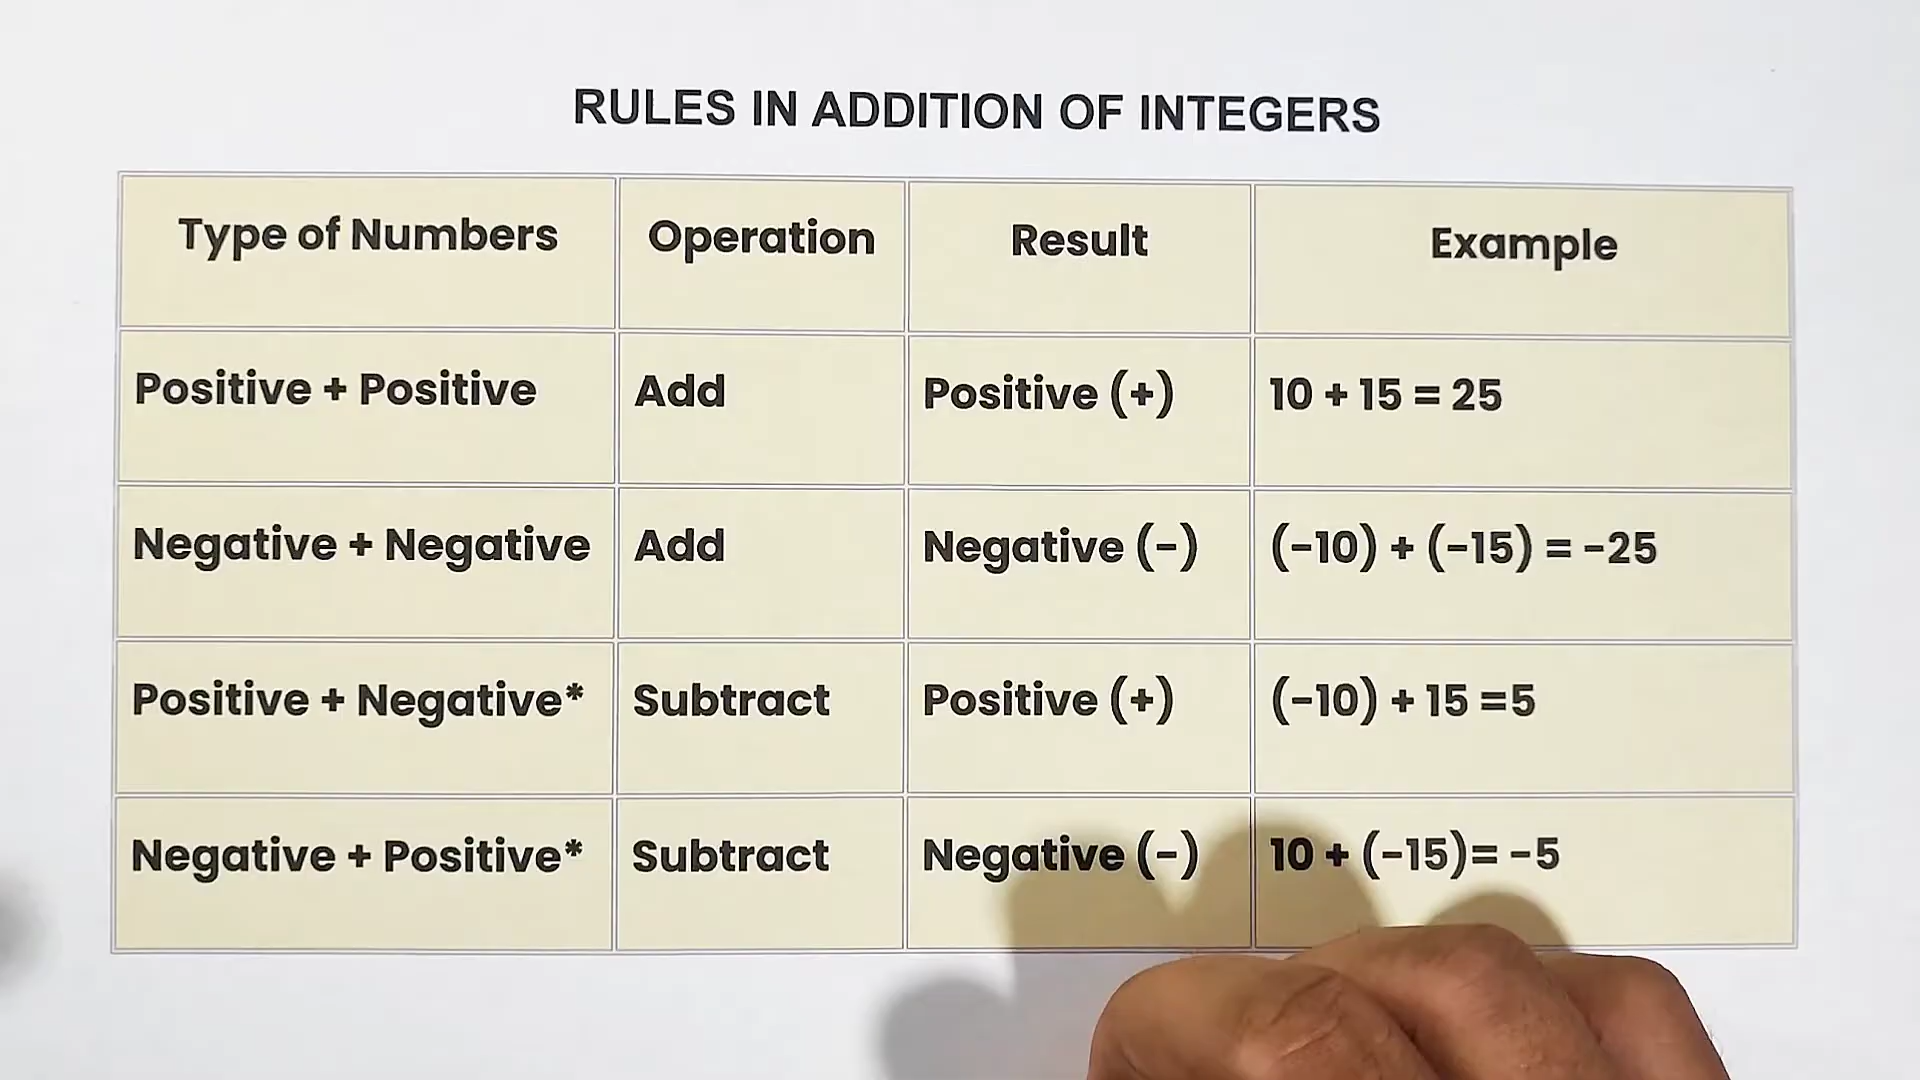 RULES IN ADDITION OF INTEGERS
Type of Numbers Operation Result Example
Positive + Positive Add Positive (+) 10 + 15 = 25
Negative + Negative Add Negative (-) (-10) + (-15) = -25
Positive + Negative* Subtract Positive (+) (-10) + 15 =5
Negative + Positive* Subtract Negative (-) 10 + (-15)= -5